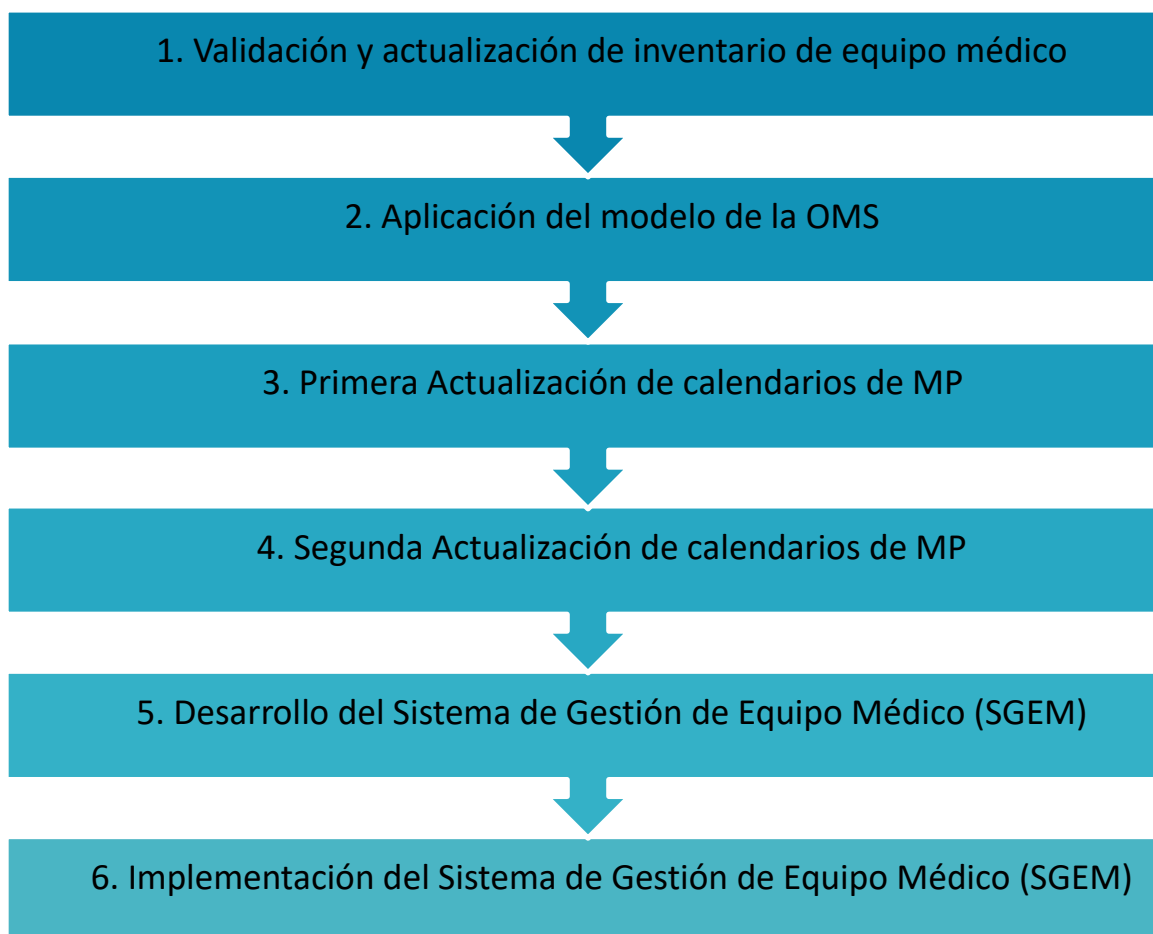 1. Validación y actualización de inventario de equipo médico
2. Aplicación del modelo de la OMS
3. Primera Actualización de calendarios de MP
4. Segunda Actualización de calendarios de MP
5. Desarrollo del Sistema de Gestión de Equipo Médico (SGEM)
6. Implementación del Sistema de Gestión de Equipo Médico (SGEM)